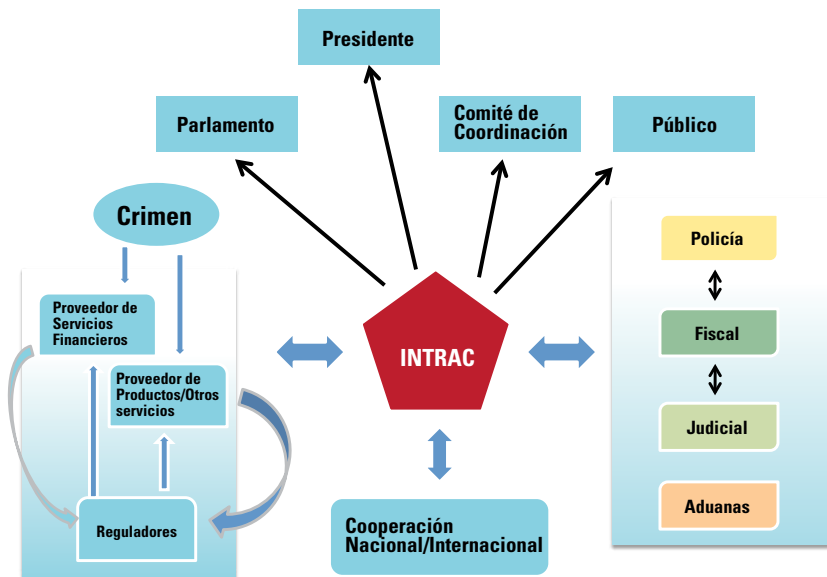 Presidente
Parlamento
Comité de
Coordinación
Público
Crimen
Proveedor de
Servicios
Financieros
Proveedor de
Productos/Otros
servicios
Reguladores
INTRAC
Cooperación
Nacional/Internacional
Policía
Fiscal
Judicial
Aduanas